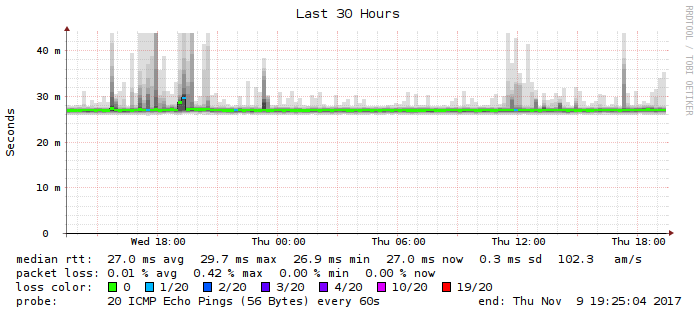 Last 30 Hours
RRDTOOL / TOBI OETIKER
Seconds
40 m
30 m
20 m
10 m
0
Wed 18:00 Thu 00:00 Thu 06:00 Thu 12:00 Thu 18:00
median rtt: 27.0 ms avg 29.7 ms max 26.9 ms min 27.0 ms now 0.3 ms sd 102.3 am/s
packet loss: 0.01 % avg 0.42 % max 0.00 % min 0.00 % now
loss color: 0 1/20 2/20 3/20 4/20 10/20 19/20
probe: 20 ICMP Echo Pings (56 Bytes) every 60s end: Thu Nov 9 19:25:04 2017